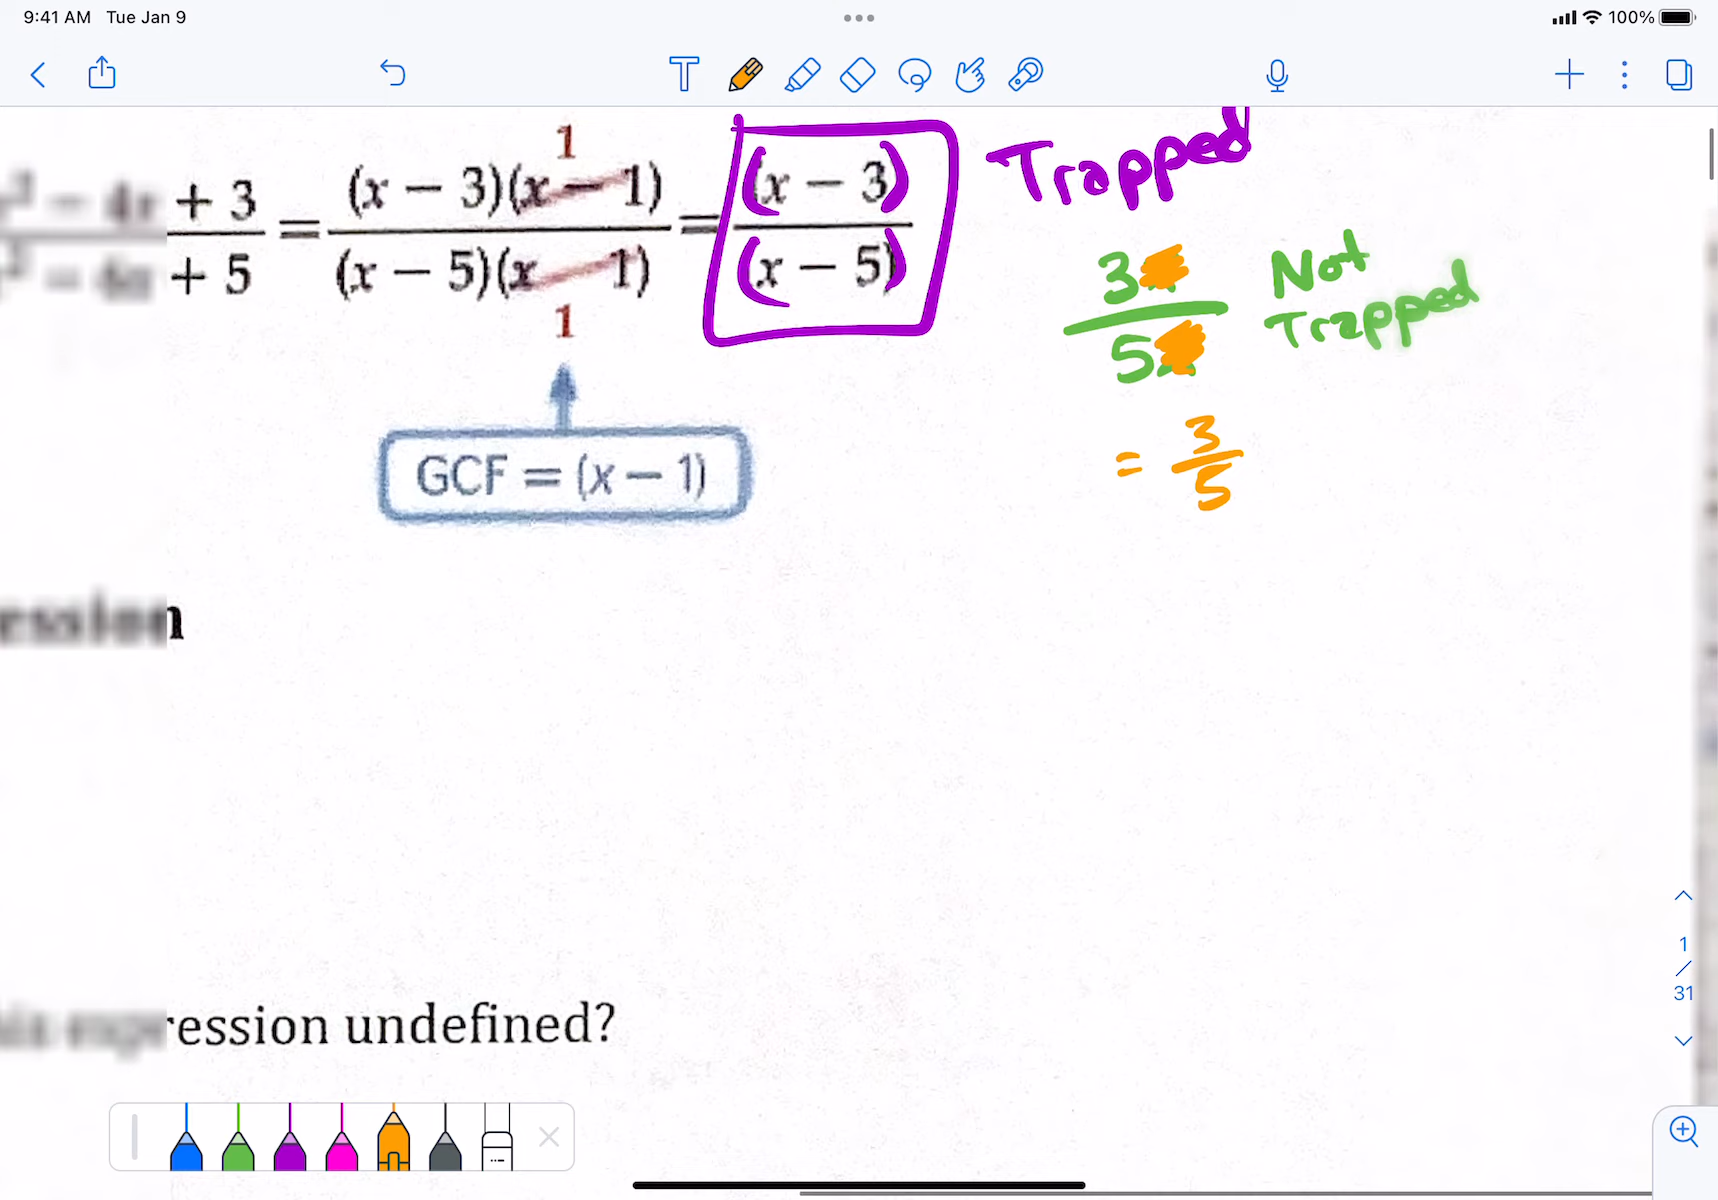 9:41 AM Tue Jan 9
100%
+ 3 / + 5 = (x − 3)(x − 1) / (x − 5)(x − 1) = (x − 3) / (x − 5)
1
1
Trapped
3 / 5
Not
Trapped
= 3/5
GCF = (x − 1)
ession
ression undefined?
1
/
31